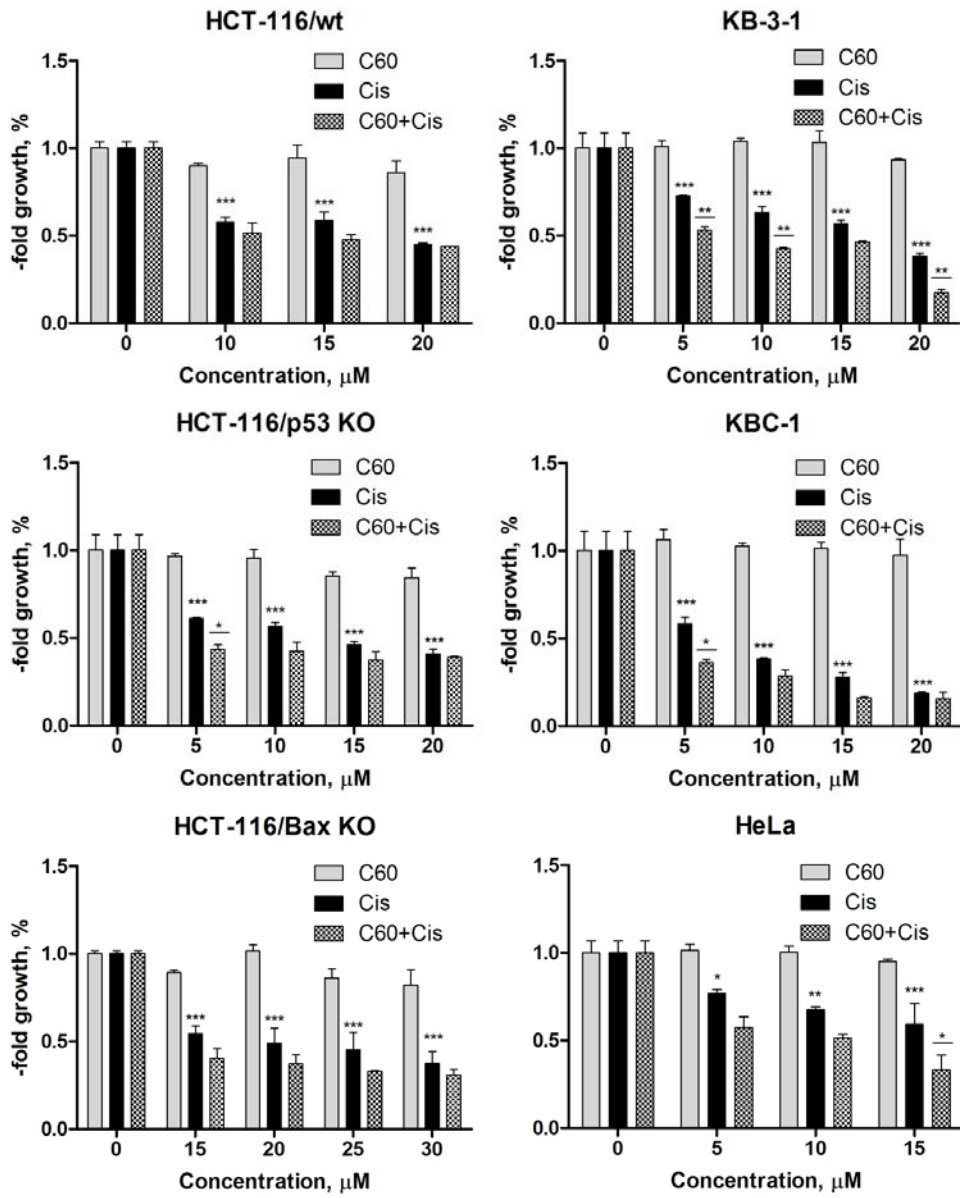 HCT-116/wt
-fold growth, %
1.5
1.0
0.5
0.0
C60
Cis
C60+Cis
***
***
***
0 10 15 20
Concentration, μM
KB-3-1
-fold growth, %
1.5
1.0
0.5
0.0
C60
Cis
C60+Cis
***
**
***
**
***
***
**
0 5 10 15 20
Concentration, μM
HCT-116/p53 KO
-fold growth, %
1.5
1.0
0.5
0.0
C60
Cis
C60+Cis
***
*
***
***
***
0 5 10 15 20
Concentration, μM
KBC-1
-fold growth, %
1.5
1.0
0.5
0.0
C60
Cis
C60+Cis
***
*
***
***
***
0 5 10 15 20
Concentration, μM
HCT-116/Bax KO
-fold growth, %
1.5
1.0
0.5
0.0
C60
Cis
C60+Cis
***
***
***
***
0 15 20 25 30
Concentration, μM
HeLa
-fold growth, %
1.5
1.0
0.5
0.0
C60
Cis
C60+Cis
*
**
***
*
0 5 10 15
Concentration, μM